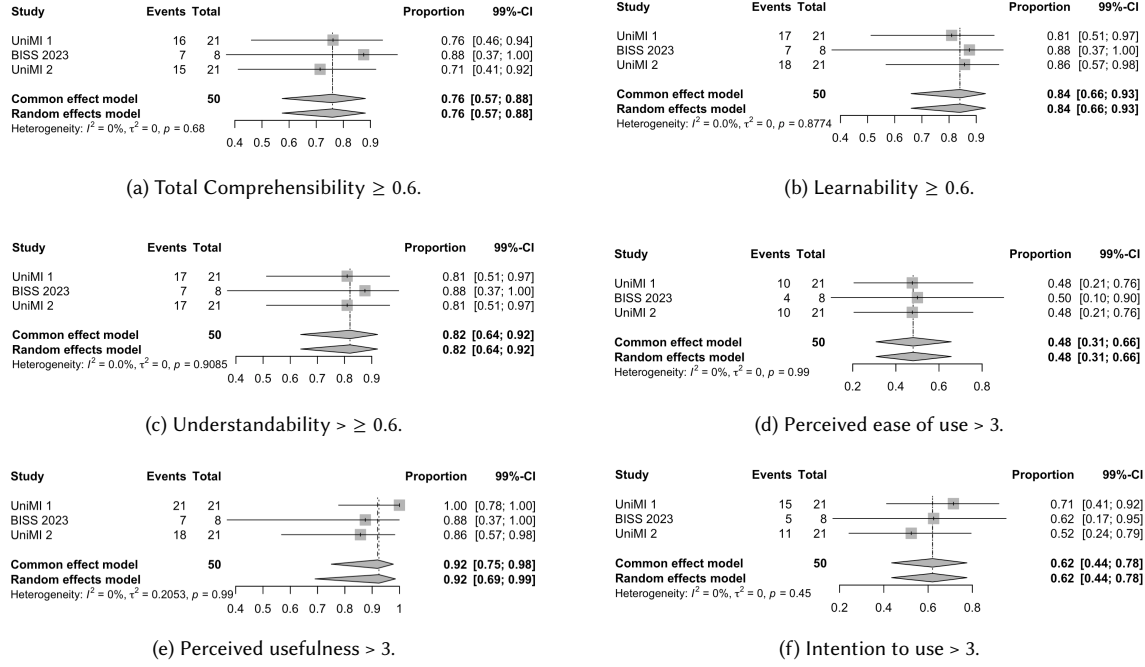 Study Events Total Proportion 99%-CI
UniMI 1 16 21 0.76 [0.46; 0.94]
BISS 2023 7 8 0.88 [0.37; 1.00]
UniMI 2 15 21 0.71 [0.41; 0.92]
Common effect model 50 0.76 [0.57; 0.88]
Random effects model 0.76 [0.57; 0.88]
Heterogeneity: I² = 0%, τ² = 0, p = 0.68
0.4 0.5 0.6 0.7 0.8 0.9
(a) Total Comprehensibility ≥ 0.6.
Study Events Total Proportion 99%-CI
UniMI 1 17 21 0.81 [0.51; 0.97]
BISS 2023 7 8 0.88 [0.37; 1.00]
UniMI 2 18 21 0.86 [0.57; 0.98]
Common effect model 50 0.84 [0.66; 0.93]
Random effects model 0.84 [0.66; 0.93]
Heterogeneity: I² = 0.0%, τ² = 0, p = 0.8774
0.4 0.5 0.6 0.7 0.8 0.9
(b) Learnability ≥ 0.6.
Study Events Total Proportion 99%-CI
UniMI 1 17 21 0.81 [0.51; 0.97]
BISS 2023 7 8 0.88 [0.37; 1.00]
UniMI 2 17 21 0.81 [0.51; 0.97]
Common effect model 50 0.82 [0.64; 0.92]
Random effects model 0.82 [0.64; 0.92]
Heterogeneity: I² = 0.0%, τ² = 0, p = 0.9085
0.4 0.5 0.6 0.7 0.8 0.9
(c) Understandability > ≥ 0.6.
Study Events Total Proportion 99%-CI
UniMI 1 10 21 0.48 [0.21; 0.76]
BISS 2023 4 8 0.50 [0.10; 0.90]
UniMI 2 10 21 0.48 [0.21; 0.76]
Common effect model 50 0.48 [0.31; 0.66]
Random effects model 0.48 [0.31; 0.66]
Heterogeneity: I² = 0%, τ² = 0, p = 0.99
0.2 0.4 0.6 0.8
(d) Perceived ease of use > 3.
Study Events Total Proportion 99%-CI
UniMI 1 21 21 1.00 [0.78; 1.00]
BISS 2023 7 8 0.88 [0.37; 1.00]
UniMI 2 18 21 0.86 [0.57; 0.98]
Common effect model 50 0.92 [0.75; 0.98]
Random effects model 0.92 [0.69; 0.99]
Heterogeneity: I² = 0%, τ² = 0.2053, p = 0.99
0.4 0.5 0.6 0.7 0.8 0.9 1
(e) Perceived usefulness > 3.
Study Events Total Proportion 99%-CI
UniMI 1 15 21 0.71 [0.41; 0.92]
BISS 2023 5 8 0.62 [0.17; 0.95]
UniMI 2 11 21 0.52 [0.24; 0.79]
Common effect model 50 0.62 [0.44; 0.78]
Random effects model 0.62 [0.44; 0.78]
Heterogeneity: I² = 0%, τ² = 0, p = 0.45
0.2 0.4 0.6 0.8
(f) Intention to use > 3.